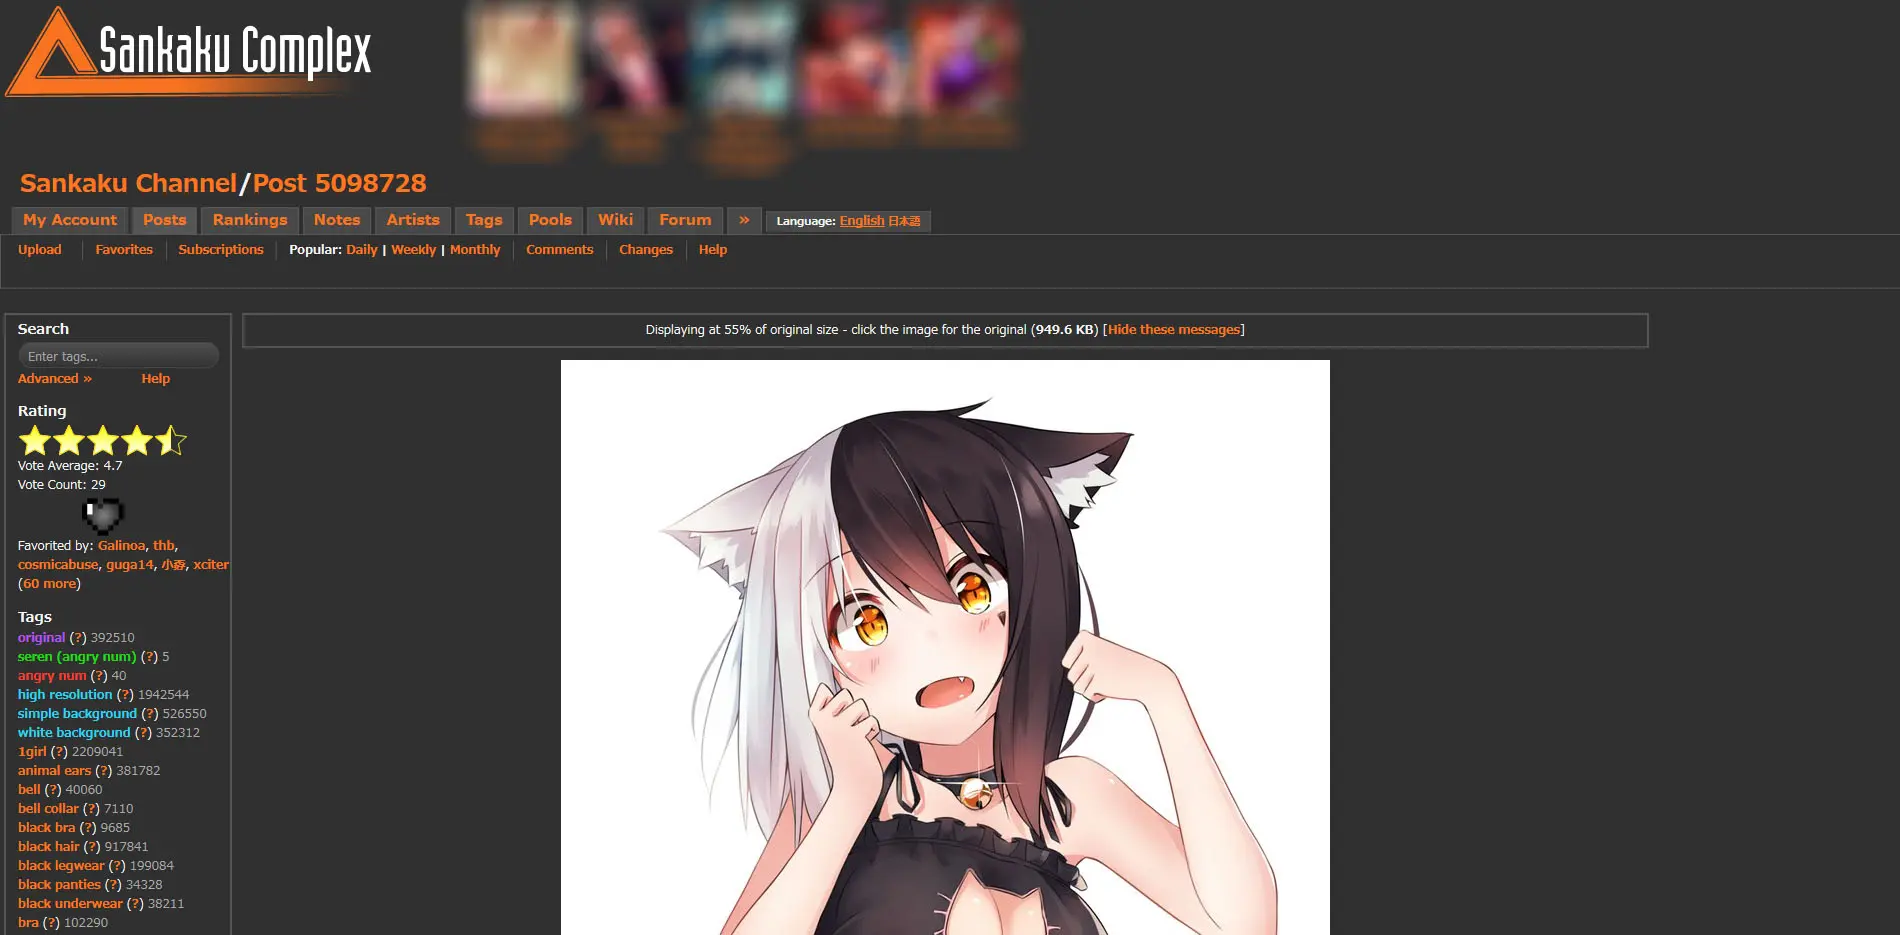 Sankaku Complex
Sankaku Channel/Post 5098728
My Account Posts Rankings Notes Artists Tags Pools Wiki Forum » Language: English 日本語
Upload Favorites Subscriptions Popular: Daily | Weekly | Monthly Comments Changes Help
Displaying at 55% of original size - click the image for the original (949.6 KB) [Hide these messages]
Search
Enter tags...
Advanced » Help
Rating
Vote Average: 4.7
Vote Count: 29
Favorited by: Galinoa, thb,
cosmicabuse, guga14, 小孬, xciter
(60 more)
Tags
original (?) 392510
seren (angry num) (?) 5
angry num (?) 40
high resolution (?) 1942544
simple background (?) 526550
white background (?) 352312
1girl (?) 2209041
animal ears (?) 381782
bell (?) 40060
bell collar (?) 7110
black bra (?) 9685
black hair (?) 917841
black legwear (?) 199084
black panties (?) 34328
black underwear (?) 38211
bra (?) 102290